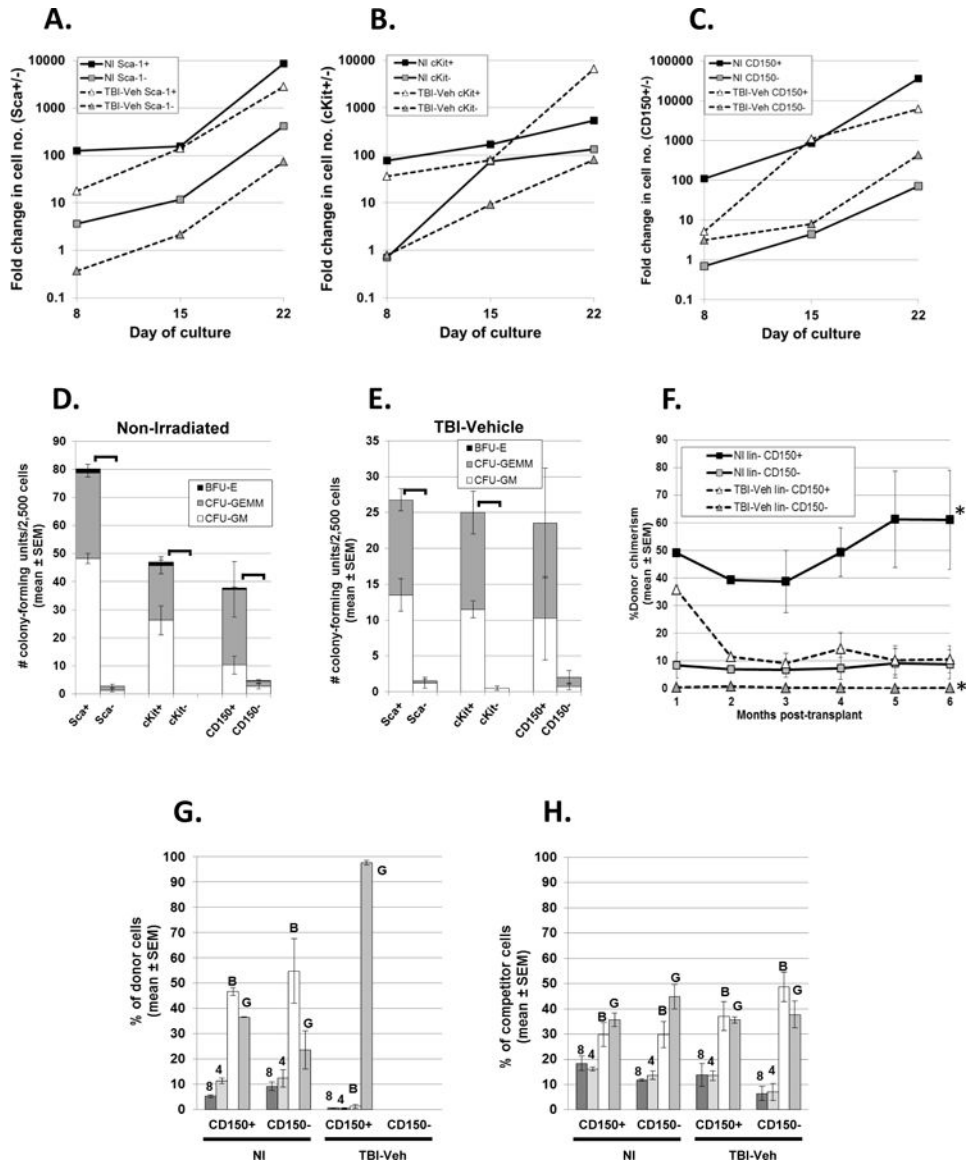 A.
Fold change in cell no. (Sca+/-)
10000
1000
100
10
1
0.1
NI Sca-1+
NI Sca-1-
TBI-Veh Sca-1+
TBI-Veh Sca-1-
8
15
22
Day of culture
B.
Fold change in cell no. (cKit+/-)
10000
1000
100
10
1
0.1
NI cKit+
NI cKit-
TBI-Veh cKit+
TBI-Veh cKit-
8
15
22
Day of culture
C.
Fold change in cell no. (CD150+/-)
100000
10000
1000
100
10
1
0.1
NI CD150+
NI CD150-
TBI-Veh CD150+
TBI-Veh CD150-
8
15
22
Day of culture
D.
Non-Irradiated
# colony-forming units/2,500 cells
(mean ± SEM)
90
80
70
60
50
40
30
20
10
0
BFU-E
CFU-GEMM
CFU-GM
Sca+
Sca-
cKit+
cKit-
CD150+
CD150-
E.
TBI-Vehicle
# colony-forming units/2,500 cells
(mean ± SEM)
35
30
25
20
15
10
5
0
BFU-E
CFU-GEMM
CFU-GM
Sca+
Sca-
cKit+
cKit-
CD150+
CD150-
F.
%Donor chimerism
(mean ± SEM)
90
80
70
60
50
40
30
20
10
0
NI lin- CD150+
NI lin- CD150-
TBI-Veh lin- CD150+
TBI-Veh lin- CD150-
*
*
1
2
3
4
5
6
Months post-transplant
G.
% of donor cells
(mean ± SEM)
100
90
80
70
60
50
40
30
20
10
0
8
4
B
G
8
4
B
G
8
4
B
G
CD150+
CD150-
CD150+
CD150-
NI
TBI-Veh
H.
% of competitor cells
(mean ± SEM)
100
90
80
70
60
50
40
30
20
10
0
8
4
B
G
8
4
B
G
8
4
B
G
8
4
B
G
CD150+
CD150-
CD150+
CD150-
NI
TBI-Veh